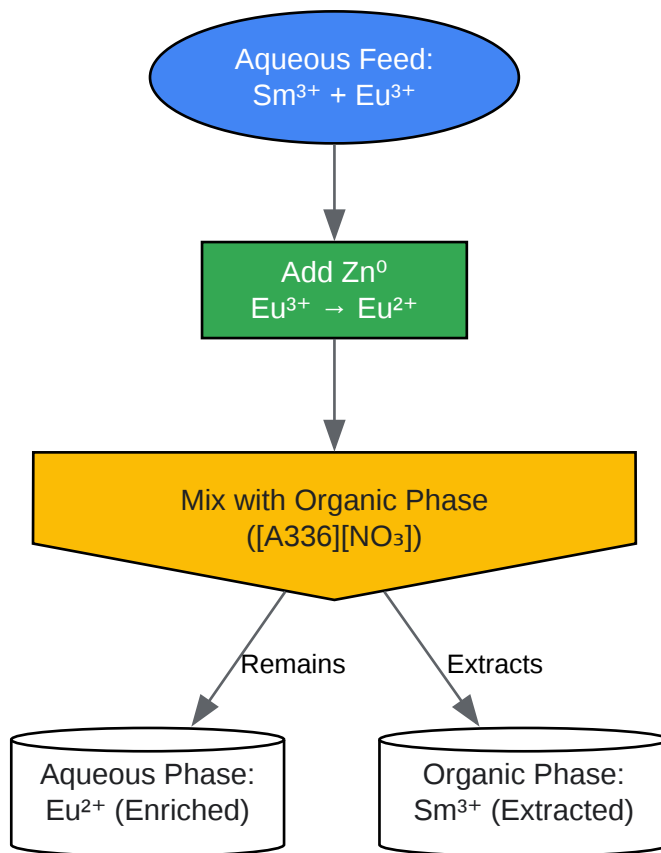 Aqueous Feed:
Sm³⁺ + Eu³⁺
Add Zn⁰
Eu³⁺ → Eu²⁺
Mix with Organic Phase
([A336][NO₃])
Remains
Extracts
Aqueous Phase:
Eu²⁺ (Enriched)
Organic Phase:
Sm³⁺ (Extracted)